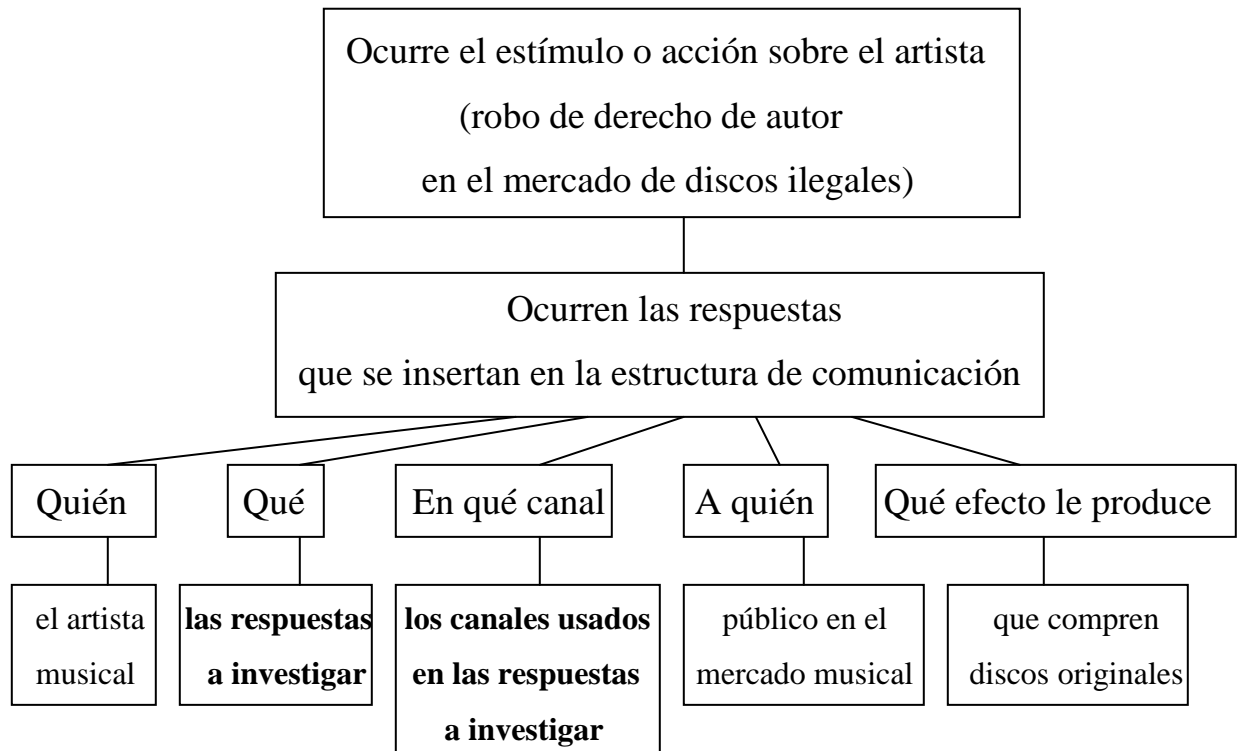 Ocurre el estímulo o acción sobre el artista
(robo de derecho de autor
en el mercado de discos ilegales)
Ocurren las respuestas
que se insertan en la estructura de comunicación
Quién
Qué
En qué canal
A quién
Qué efecto le produce
el artista
musical
las respuestas
a investigar
los canales usados
en las respuestas
a investigar
público en el
mercado musical
que compren
discos originales